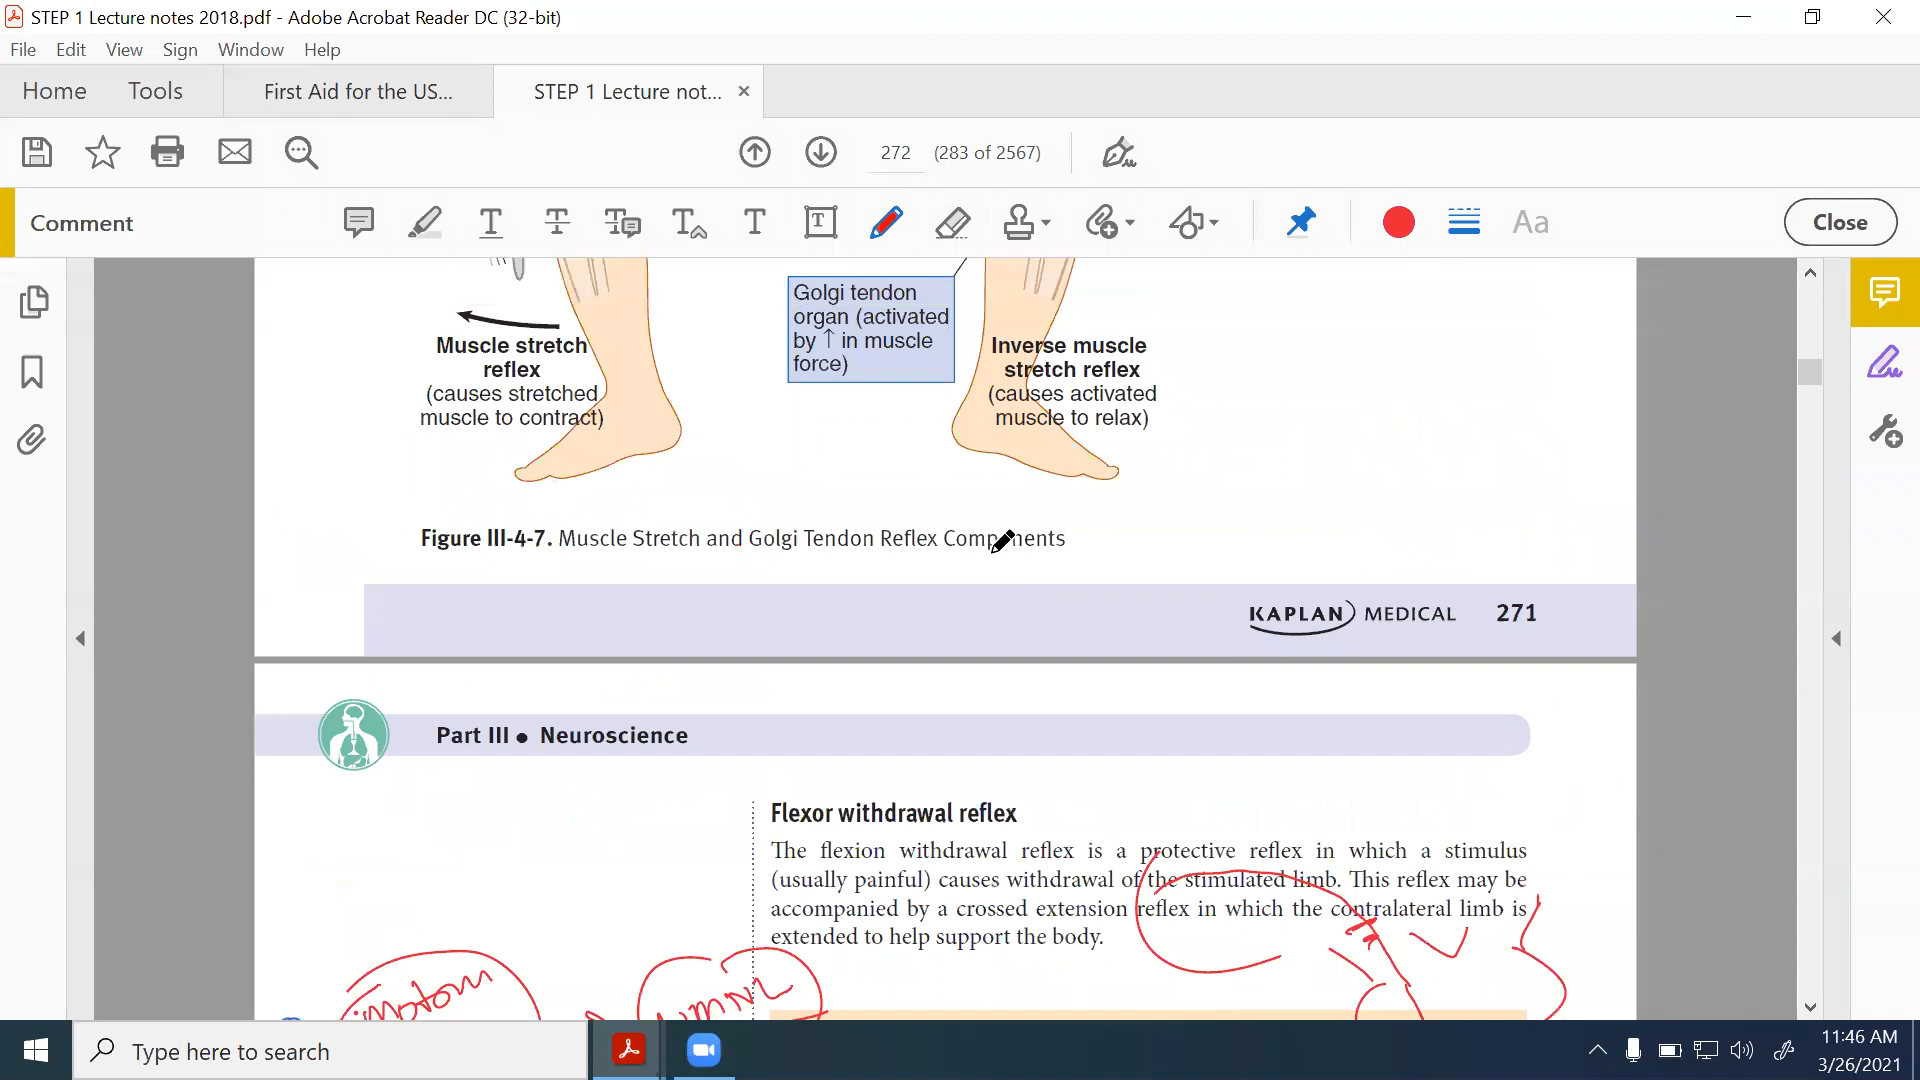 STEP 1 Lecture notes 2018.pdf - Adobe Acrobat Reader DC (32-bit)
File Edit View Sign Window Help
Home Tools First Aid for the US... STEP 1 Lecture not...
272 (283 of 2567)
Comment Aa Close
Golgi tendon
organ (activated
by ↑ in muscle
force)
Muscle stretch
reflex
(causes stretched
muscle to contract)
Inverse muscle
stretch reflex
(causes activated
muscle to relax)
Figure III-4-7. Muscle Stretch and Golgi Tendon Reflex Components
KAPLAN MEDICAL 271
Part III • Neuroscience
Flexor withdrawal reflex
The flexion withdrawal reflex is a protective reflex in which a stimulus
(usually painful) causes withdrawal of the stimulated limb. This reflex may be
accompanied by a crossed extension reflex in which the contralateral limb is
extended to help support the body.
Type here to search
11:46 AM
3/26/2021